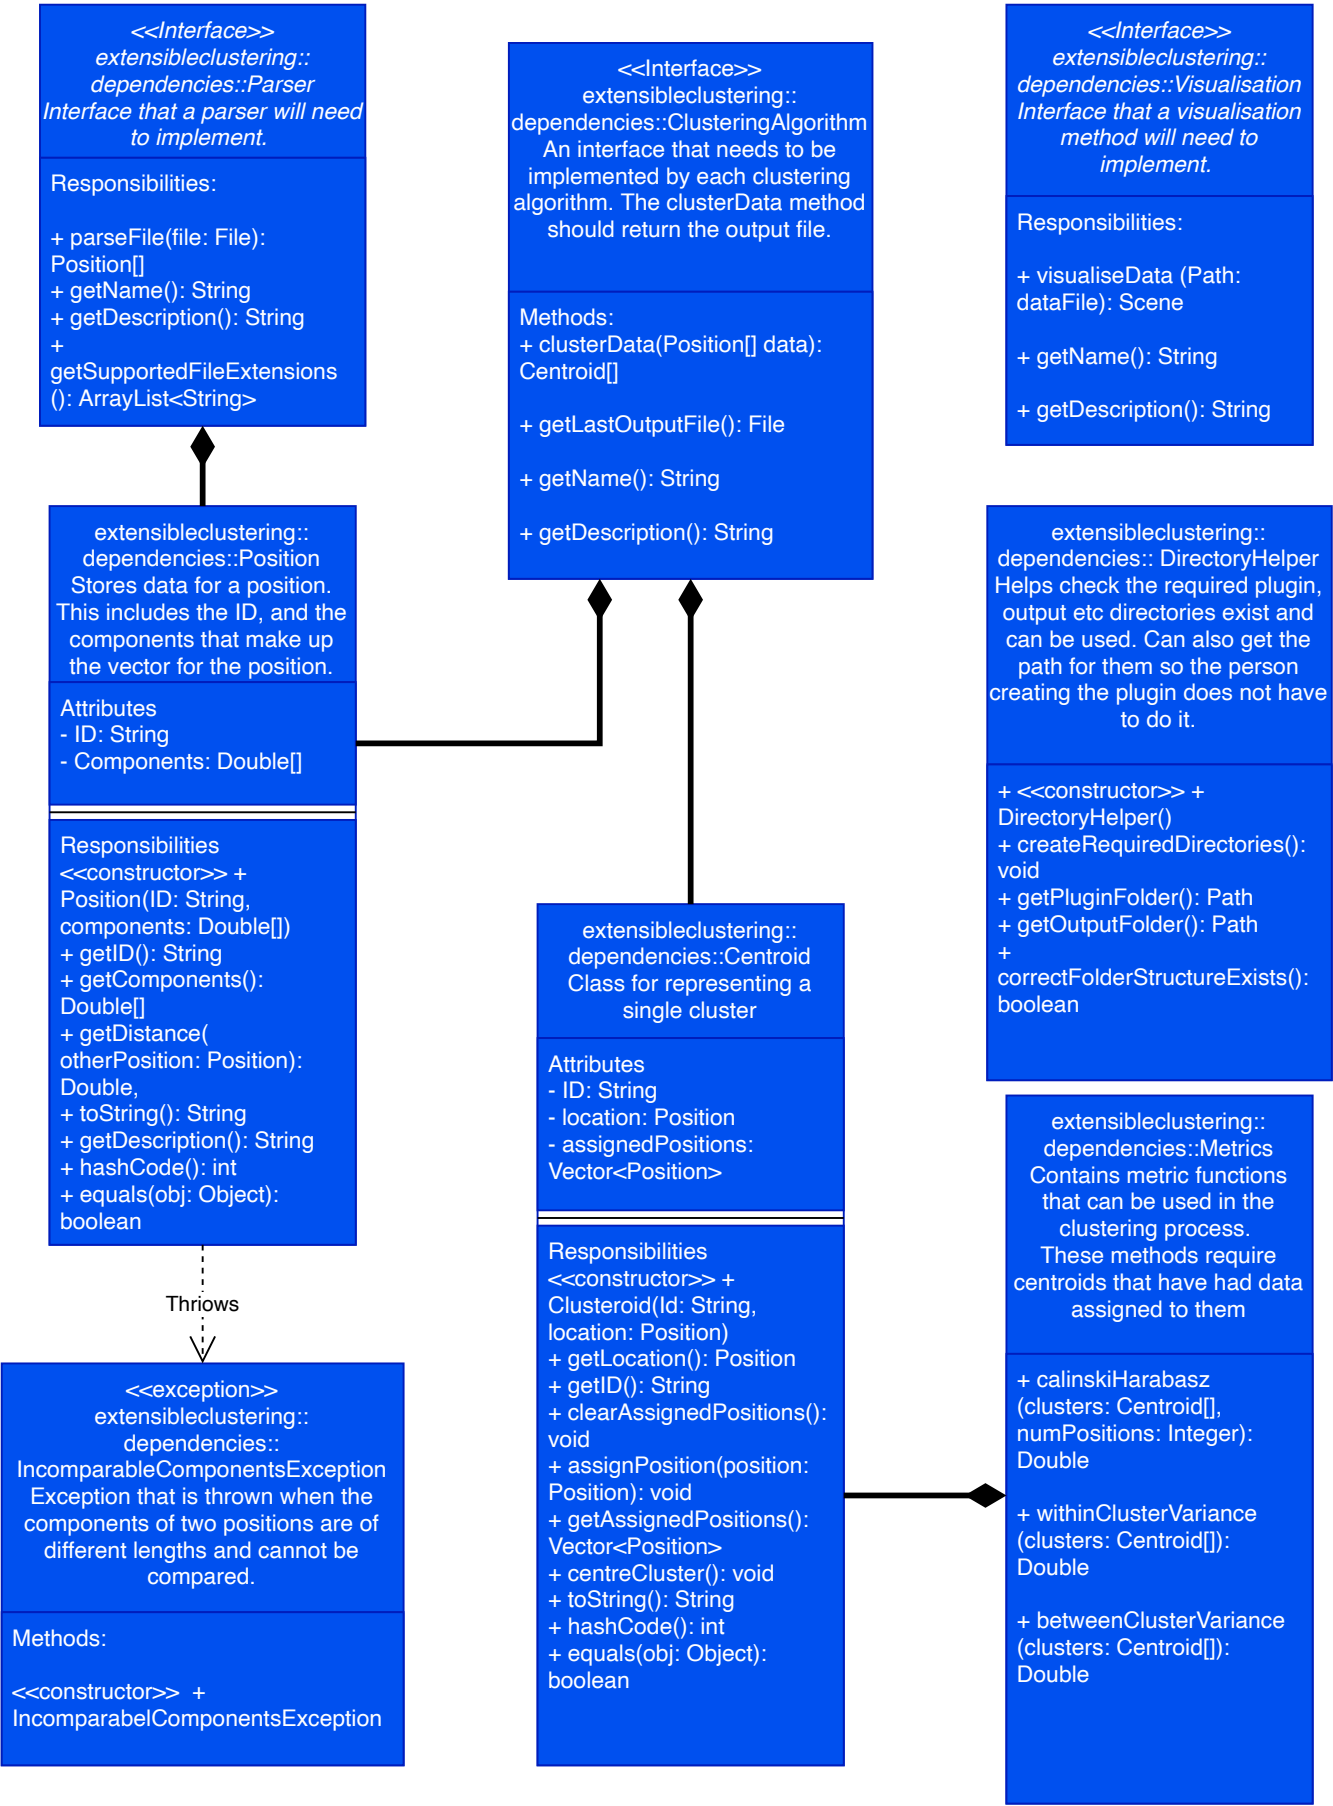 <<Interface>>
extensibleclustering::
dependencies::Parser
Interface that a parser will need
to implement.
Responsibilities:
+ parseFile(file: File):
Position[]
+ getName(): String
+ getDescription(): String
+
getSupportedFileExtensions
(): ArrayList<String>
<<Interface>>
extensibleclustering::
dependencies::ClusteringAlgorithm
An interface that needs to be
implemented by each clustering
algorithm. The clusterData method
should return the output file.
Methods:
+ clusterData(Position[] data):
Centroid[]
+ getLastOutputFile(): File
+ getName(): String
+ getDescription(): String
<<Interface>>
extensibleclustering::
dependencies::Visualisation
Interface that a visualisation
method will need to
implement.
Responsibilities:
+ visualiseData (Path:
dataFile): Scene
+ getName(): String
+ getDescription(): String
extensibleclustering::
dependencies::Position
Stores data for a position.
This includes the ID, and the
components that make up
the vector for the position.
Attributes
- ID: String
- Components: Double[]
Responsibilities
<<constructor>> +
Position(ID: String,
components: Double[])
+ getID(): String
+ getComponents():
Double[]
+ getDistance(
otherPosition: Position):
Double,
+ toString(): String
+ getDescription(): String
+ hashCode(): int
+ equals(obj: Object):
boolean
extensibleclustering::
dependencies:: DirectoryHelper
Helps check the required plugin,
output etc directories exist and
can be used. Can also get the
path for them so the person
creating the plugin does not have
to do it.
+ <<constructor>> +
DirectoryHelper()
+ createRequiredDirectories():
void
+ getPluginFolder(): Path
+ getOutputFolder(): Path
+
correctFolderStructureExists():
boolean
extensibleclustering::
dependencies::Centroid
Class for representing a
single cluster
Attributes
- ID: String
- location: Position
- assignedPositions:
Vector<Position>
Responsibilities
<<constructor>> +
Clusteroid(Id: String,
location: Position)
+ getLocation(): Position
+ getID(): String
+ clearAssignedPositions():
void
+ assignPosition(position:
Position): void
+ getAssignedPositions():
Vector<Position>
+ centreCluster(): void
+ toString(): String
+ hashCode(): int
+ equals(obj: Object):
boolean
extensibleclustering::
dependencies::Metrics
Contains metric functions
that can be used in the
clustering process.
These methods require
centroids that have had data
assigned to them
+ calinskiHarabasz
(clusters: Centroid[],
numPositions: Integer):
Double
+ withinClusterVariance
(clusters: Centroid[]):
Double
+ betweenClusterVariance
(clusters: Centroid[]):
Double
Thriows
<<exception>>
extensibleclustering::
dependencies::
IncomparableComponentsException
Exception that is thrown when the
components of two positions are of
different lengths and cannot be
compared.
Methods:
<<constructor>> +
IncomparabelComponentsException